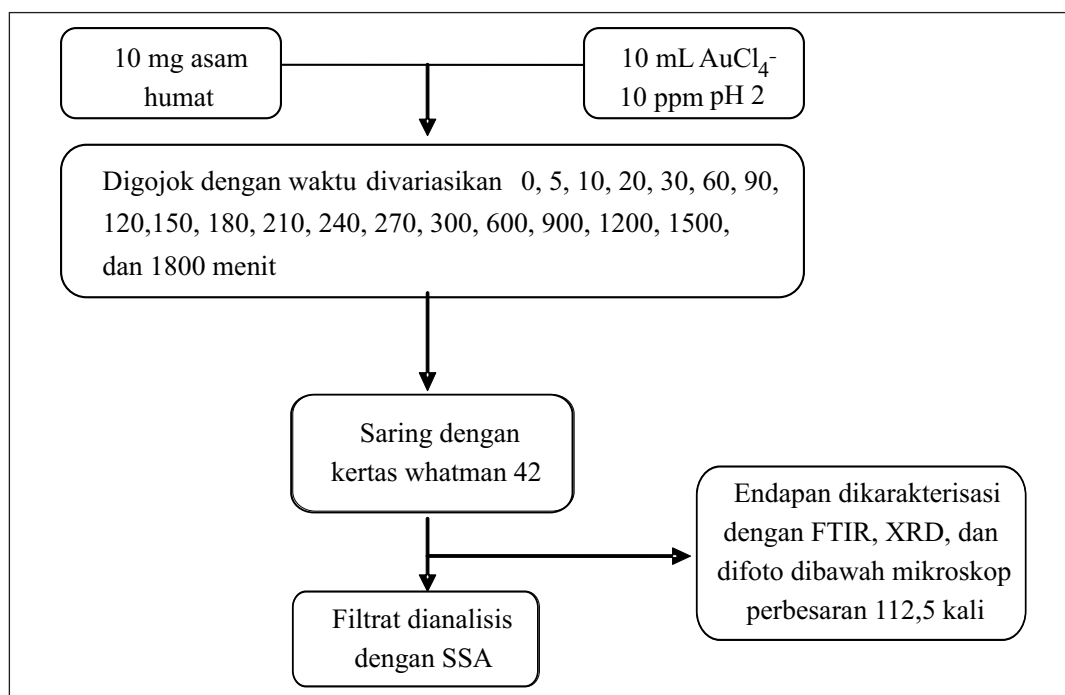 10 mg asam
humat
10 mL AuCl₄⁻
10 ppm pH 2
Digojok dengan waktu divariasikan 0, 5, 10, 20, 30, 60, 90,
120,150, 180, 210, 240, 270, 300, 600, 900, 1200, 1500,
dan 1800 menit
Saring dengan
kertas whatman 42
Endapan dikarakterisasi
dengan FTIR, XRD, dan
difoto dibawah mikroskop
perbesaran 112,5 kali
Filtrat dianalisis
dengan SSA